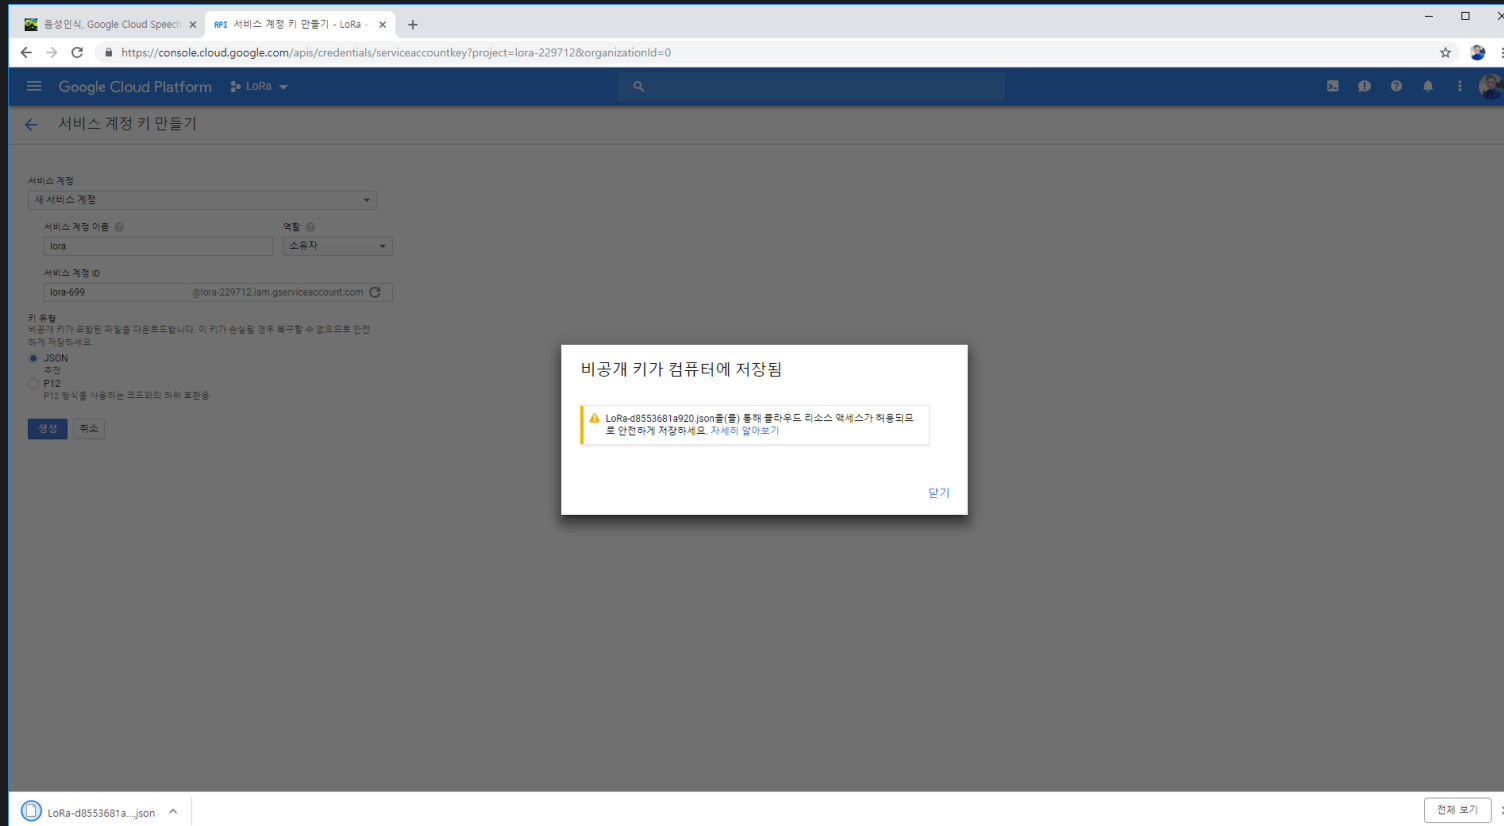 음성인식, Google Cloud Speech
API 서비스 계정 키 만들기 - LoRa -
https://console.cloud.google.com/apis/credentials/serviceaccountkey?project=lora-229712&organizationId=0
Google Cloud Platform LoRa
서비스 계정 키 만들기
서비스 계정
새 서비스 계정
서비스 계정 이름 역할
lora 소유자
서비스 계정 ID
lora-699 @lora-229712.iam.gserviceaccount.com
키 유형
비공개 키가 포함된 파일을 다운로드합니다. 이 키가 손실될 경우 복구할 수 없으므로 안전
하게 저장하세요.
JSON
추천
P12
P12 형식을 사용하는 코드와의 하위 호환용
생성 취소
비공개 키가 컴퓨터에 저장됨
LoRa-d8553681a920.json을(를) 통해 클라우드 리소스 액세스가 허용되므
로 안전하게 저장하세요. 자세히 알아보기
닫기
LoRa-d8553681a....json
전체 보기